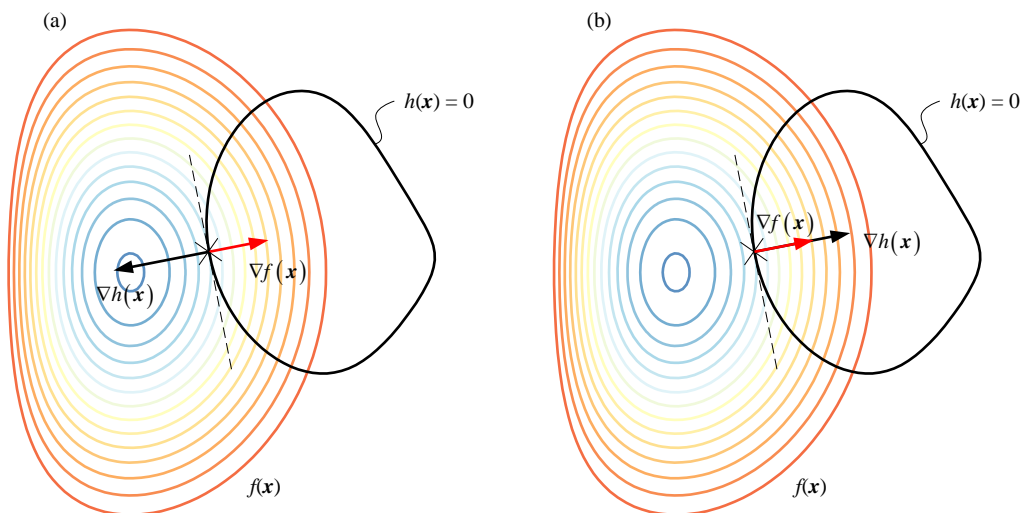 (a)
h(x) = 0
∇f(x)
∇h(x)
f(x)
(b)
h(x) = 0
∇f(x)
∇h(x)
f(x)